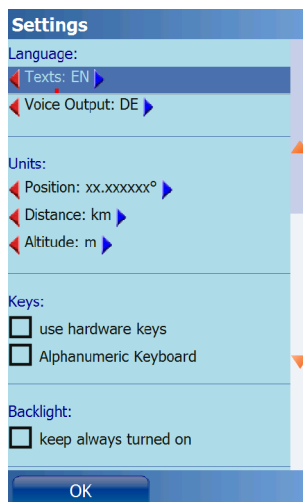 Settings
Language:
Texts: EN
Voice Output: DE
Units:
Position: xx.xxxxxx°
Distance: km
Altitude: m
Keys:
use hardware keys
Alphanumeric Keyboard
Backlight:
keep always turned on
OK